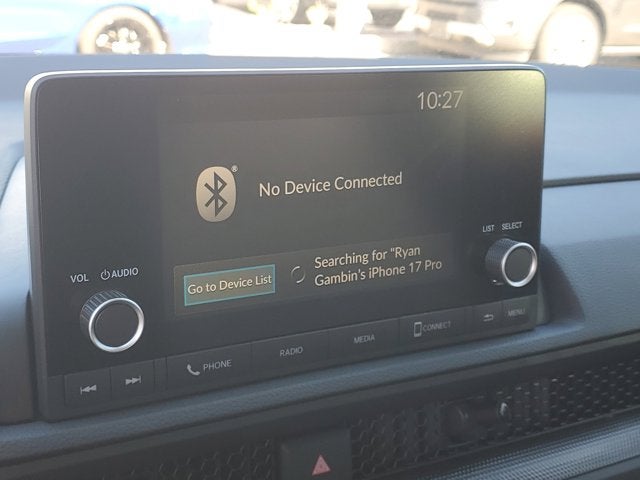 10:27
®
No Device Connected
LIST SELECT
VOL AUDIO
Go to Device List
Searching for "Ryan
Gambin's iPhone 17 Pro
PHONE
RADIO
MEDIA
CONNECT
MENU